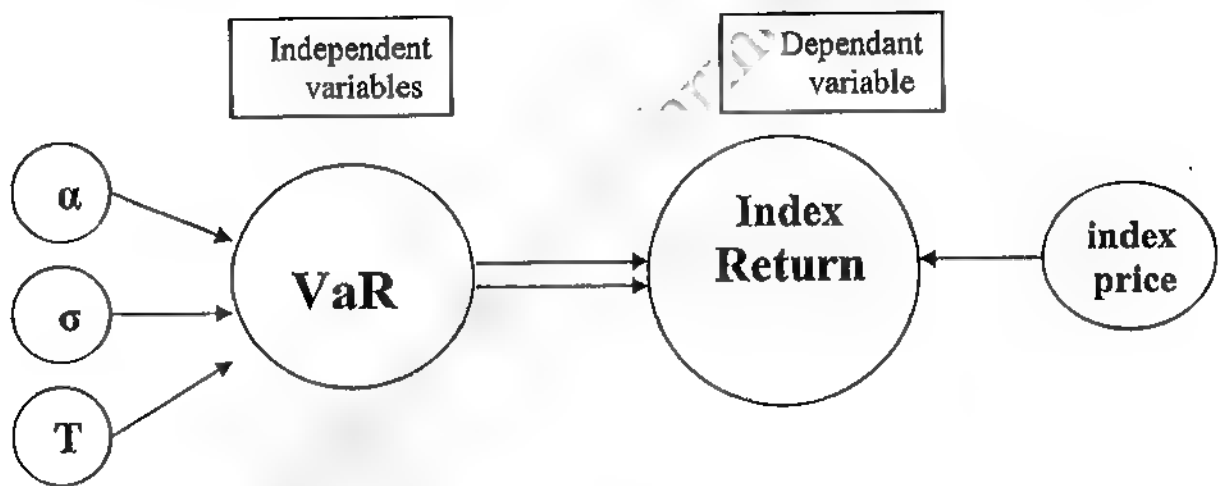 Independent
variables
Dependant
variable
α
σ
T
VaR
Index
Return
index
price